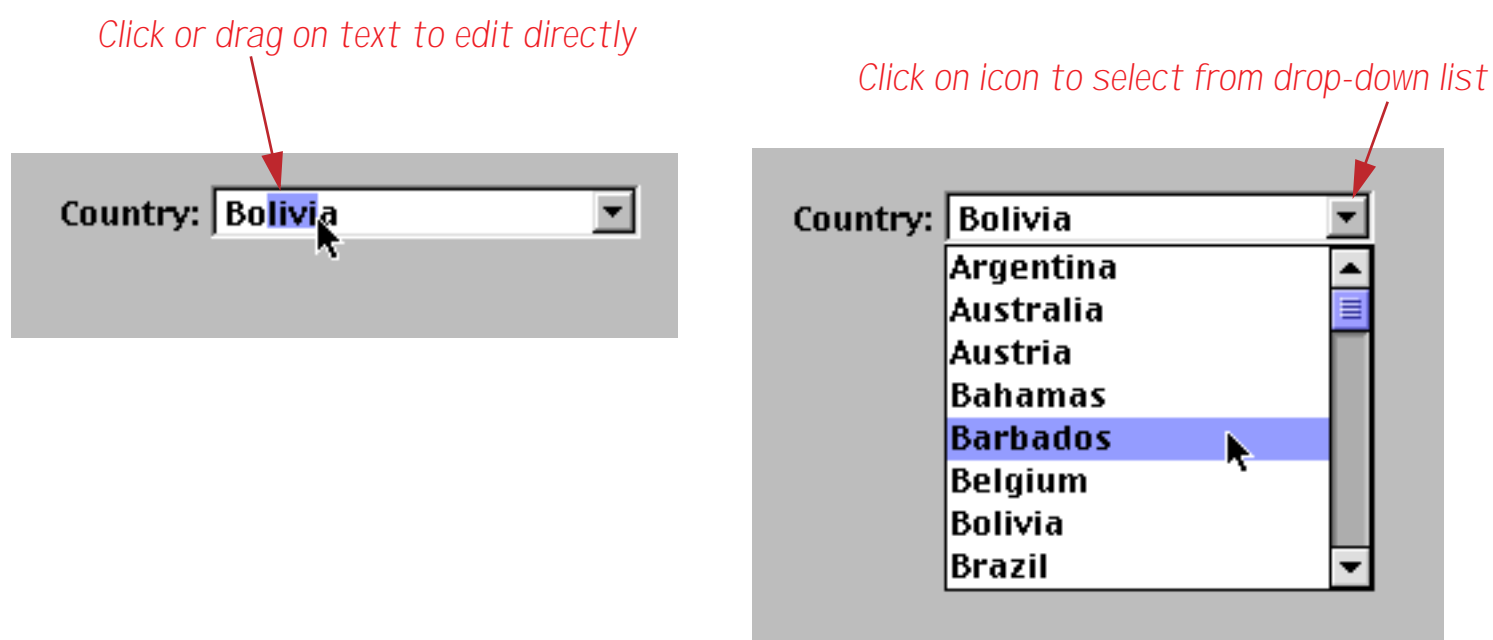 Click or drag on text to edit directly
Country: Bolivia
Click on icon to select from drop-down list
Country: Bolivia
Argentina
Australia
Austria
Bahamas
Barbados
Belgium
Bolivia
Brazil